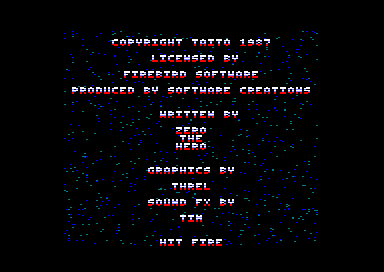 COPYRIGHT TAITO 1987
LICENSED BY
FIREBIRD SOFTWARE
PRODUCED BY SOFTWARE CREATIONS
WRITTEN BY
ZERO
THE
HERO
GRAPHICS BY
THREL
SOUND FX BY
TIM
HIT FIRE